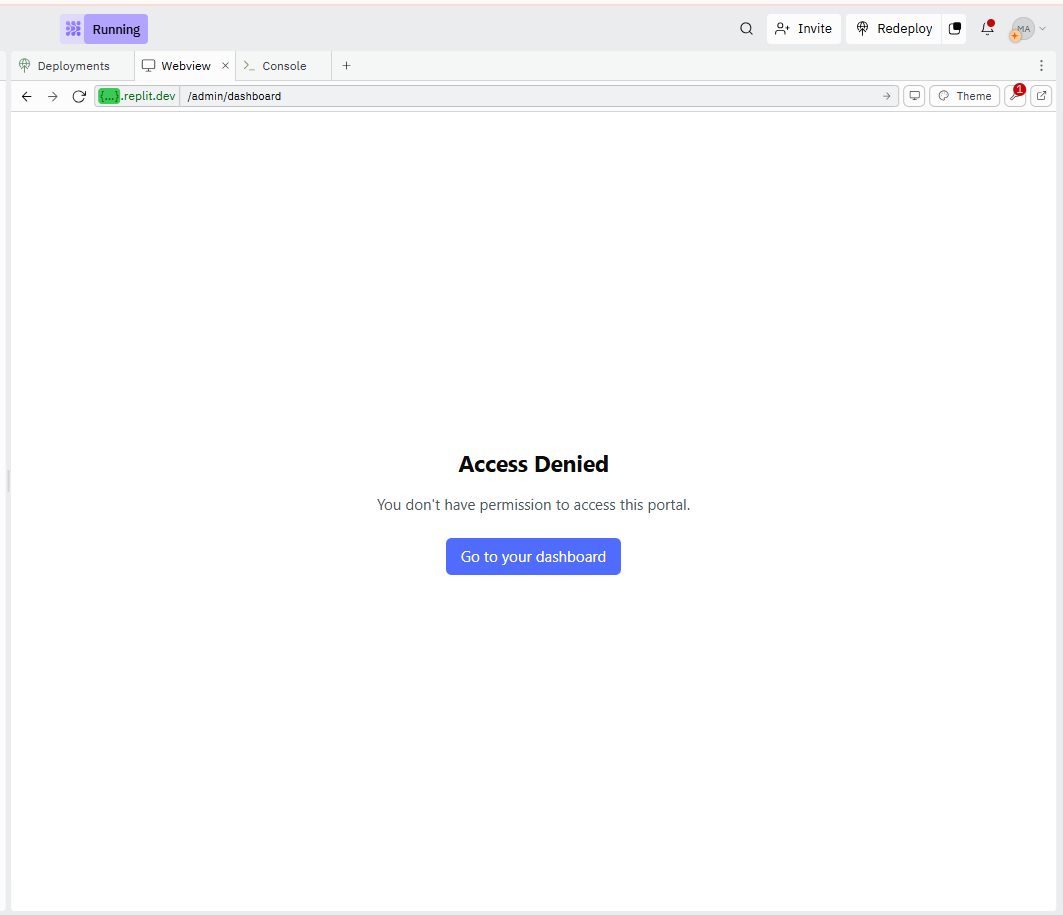 Running
Invite
Redeploy
MA
Deployments
Webview
Console
{...}.replit.dev /admin/dashboard
Theme
1
Access Denied
You don't have permission to access this portal.
Go to your dashboard